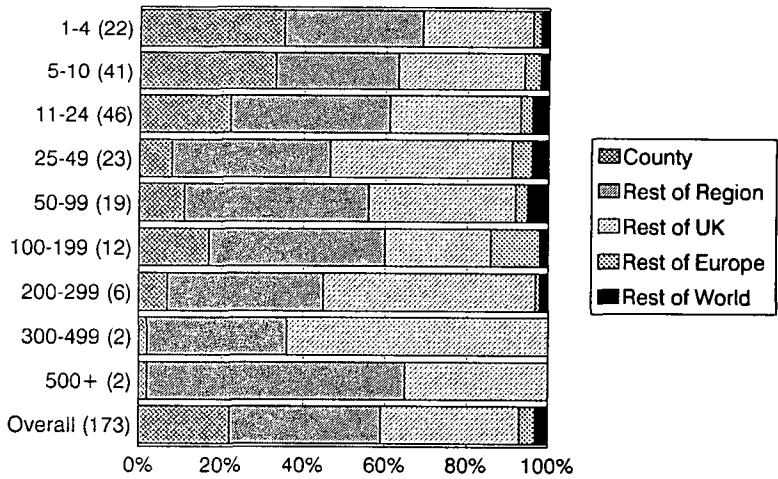 1-4 (22)
5-10 (41)
11-24 (46)
25-49 (23)
50-99 (19)
100-199 (12)
200-299 (6)
300-499 (2)
500+ (2)
Overall (173)
0% 20% 40% 60% 80% 100%
County
Rest of Region
Rest of UK
Rest of Europe
Rest of World